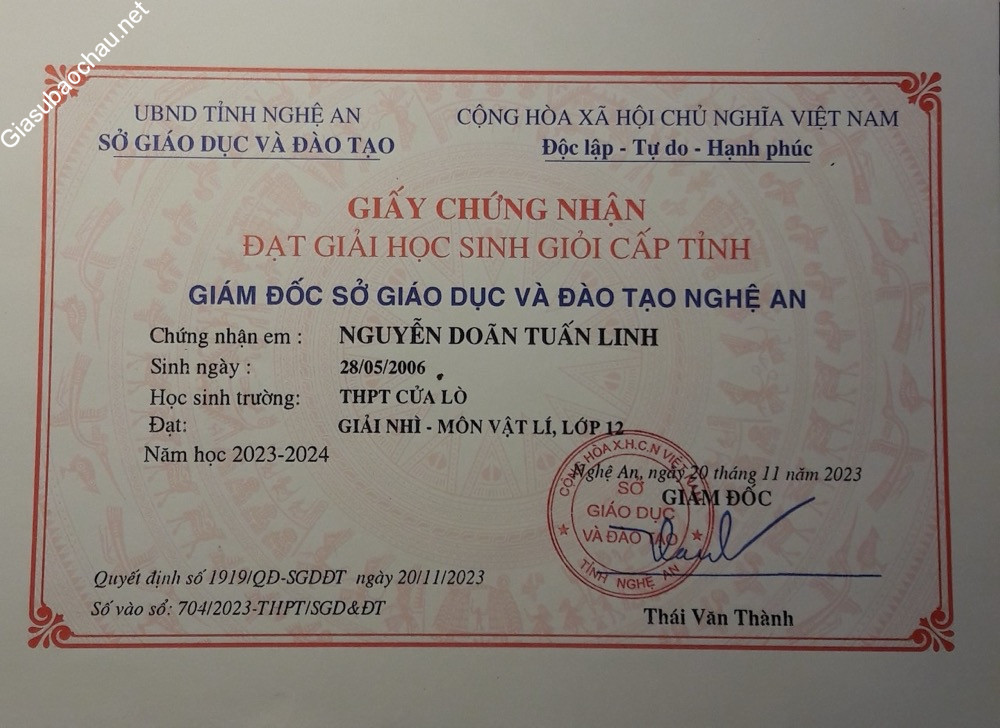 Giasubaochau.net
UBND TỈNH NGHỆ AN
SỞ GIÁO DỤC VÀ ĐÀO TẠO
CỘNG HÒA XÃ HỘI CHỦ NGHĨA VIỆT NAM
Độc lập - Tự do - Hạnh phúc
GIẤY CHỨNG NHẬN
ĐẠT GIẢI HỌC SINH GIỎI CẤP TỈNH
GIÁM ĐỐC SỞ GIÁO DỤC VÀ ĐÀO TẠO NGHỆ AN
Chứng nhận em : NGUYỄN DOÃN TUẤN LINH
Sinh ngày : 28/05/2006
Học sinh trường: THPT CỬA LÒ
Đạt: GIẢI NHÌ - MÔN VẬT LÍ, LỚP 12
Năm học 2023-2024
Nghệ An, ngày 20 tháng 11 năm 2023
GIÁM ĐỐC
CỘNG HÒA X.H.C.N VIỆT NAM
SỞ
GIÁO DỤC
VÀ ĐÀO TẠO
TỈNH NGHỆ AN
Quyết định số 1919/QĐ-SGDĐT ngày 20/11/2023
Số vào sổ: 704/2023-THPT/SGD&ĐT
Thái Văn Thành